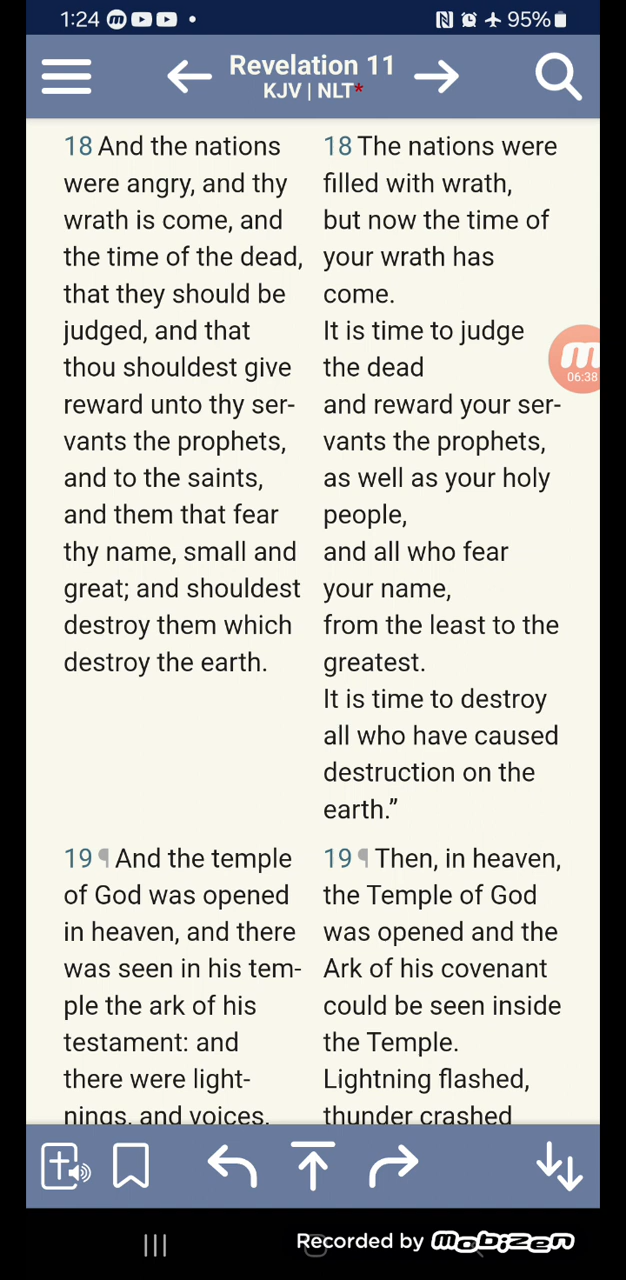 1:24 95%
Revelation 11
KJV | NLT*
18 And the nations
were angry, and thy
wrath is come, and
the time of the dead,
that they should be
judged, and that
thou shouldest give
reward unto thy ser-
vants the prophets,
and to the saints,
and them that fear
thy name, small and
great; and shouldest
destroy them which
destroy the earth.
18 The nations were
filled with wrath,
but now the time of
your wrath has
come.
It is time to judge
the dead
and reward your ser-
vants the prophets,
as well as your holy
people,
and all who fear
your name,
from the least to the
greatest.
It is time to destroy
all who have caused
destruction on the
earth.”
06:38
19 ¶ And the temple
of God was opened
in heaven, and there
was seen in his tem-
ple the ark of his
testament: and
there were light-
nings, and voices,
19 ¶ Then, in heaven,
the Temple of God
was opened and the
Ark of his covenant
could be seen inside
the Temple.
Lightning flashed,
thunder crashed
Recorded by Mobizen